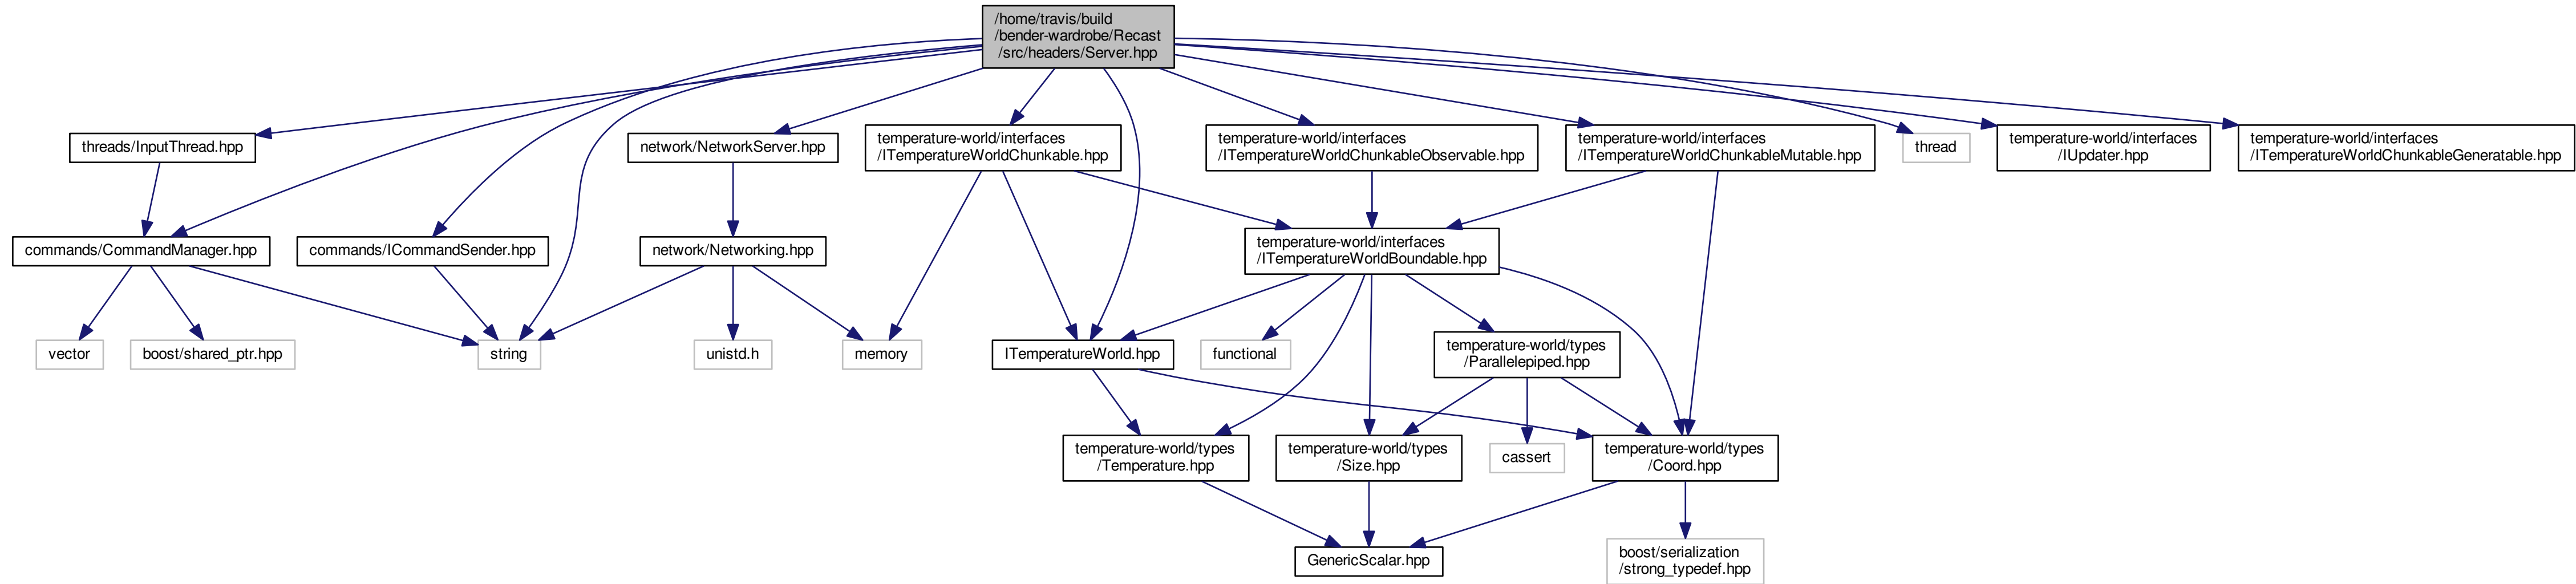 /home/travis/build
/bender-wardrobe/Recast
/src/headers/Server.hpp
threads/InputThread.hpp
network/NetworkServer.hpp
temperature-world/interfaces
/ITemperatureWorldChunkable.hpp
temperature-world/interfaces
/ITemperatureWorldChunkableObservable.hpp
temperature-world/interfaces
/ITemperatureWorldChunkableMutable.hpp
thread
temperature-world/interfaces
/IUpdater.hpp
temperature-world/interfaces
/ITemperatureWorldChunkableGeneratable.hpp
commands/CommandManager.hpp
commands/ICommandSender.hpp
network/Networking.hpp
temperature-world/interfaces
/ITemperatureWorldBoundable.hpp
vector
boost/shared_ptr.hpp
string
unistd.h
memory
ITemperatureWorld.hpp
functional
temperature-world/types
/Parallelepiped.hpp
temperature-world/types
/Temperature.hpp
temperature-world/types
/Size.hpp
cassert
temperature-world/types
/Coord.hpp
GenericScalar.hpp
boost/serialization
/strong_typedef.hpp